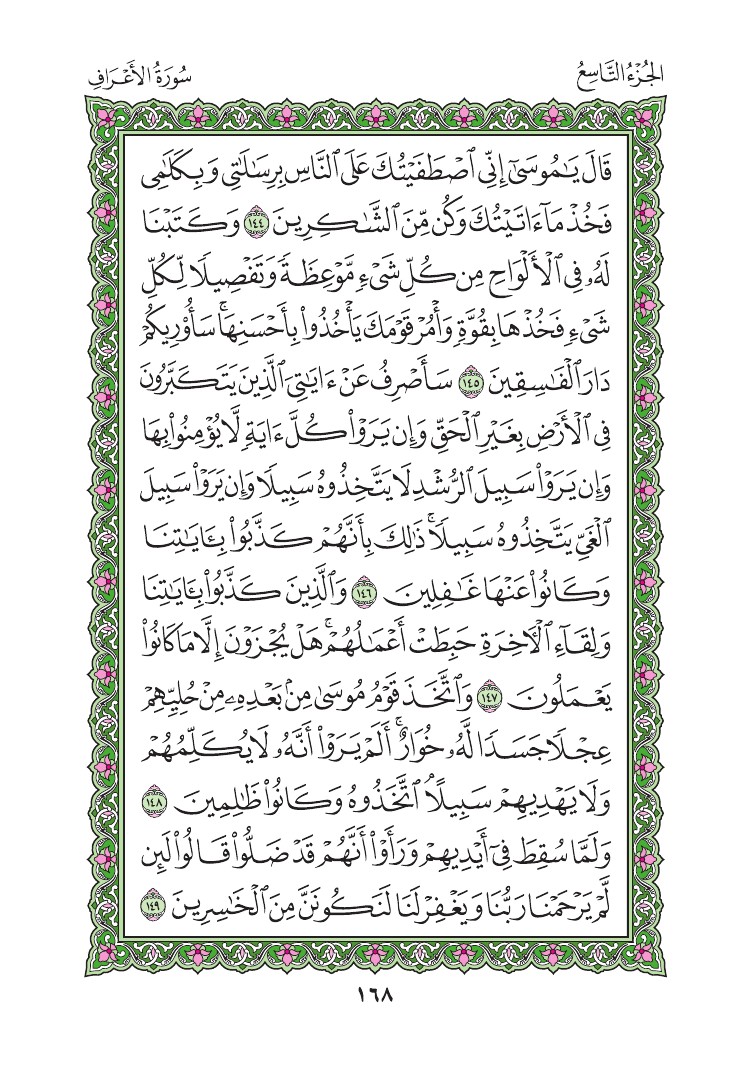 الجُزْءُ التَّاسِعُ
سُورَةُ الأَعْرَافِ
قَالَ يَٰمُوسَىٰٓ إِنِّي ٱصْطَفَيْتُكَ عَلَى ٱلنَّاسِ بِرِسَٰلَٰتِي وَبِكَلَٰمِي
فَخُذْ مَآ ءَاتَيْتُكَ وَكُن مِّنَ ٱلشَّٰكِرِينَ ١٤٤ وَكَتَبْنَا
لَهُۥ فِي ٱلْأَلْوَاحِ مِن كُلِّ شَيْءٖ مَّوْعِظَةٗ وَتَفْصِيلٗا لِّكُلِّ
شَيْءٖ فَخُذْهَا بِقُوَّةٖ وَأْمُرْ قَوْمَكَ يَأْخُذُواْ بِأَحْسَنِهَاۚ سَأُوْرِيكُمْ
دَارَ ٱلْفَٰسِقِينَ ١٤٥ سَأَصْرِفُ عَنْ ءَايَٰتِيَ ٱلَّذِينَ يَتَكَبَّرُونَ
فِي ٱلْأَرْضِ بِغَيْرِ ٱلْحَقِّ وَإِن يَرَوْاْ كُلَّ ءَايَةٖ لَّا يُؤْمِنُواْ بِهَا
وَإِن يَرَوْاْ سَبِيلَ ٱلرُّشْدِ لَا يَتَّخِذُوهُ سَبِيلٗا وَإِن يَرَوْاْ سَبِيلَ
ٱلْغَيِّ يَتَّخِذُوهُ سَبِيلٗاۚ ذَٰلِكَ بِأَنَّهُمْ كَذَّبُواْ بِـَٔايَٰتِنَا
وَكَانُواْ عَنْهَا غَٰفِلِينَ ١٤٦ وَٱلَّذِينَ كَذَّبُواْ بِـَٔايَٰتِنَا
وَلِقَآءِ ٱلْأٓخِرَةِ حَبِطَتْ أَعْمَٰلُهُمْۚ هَلْ يُجْزَوْنَ إِلَّا مَا كَانُواْ
يَعْمَلُونَ ١٤٧ وَٱتَّخَذَ قَوْمُ مُوسَىٰ مِنۢ بَعْدِهِۦ مِنْ حُلِيِّهِمْ
عِجْلٗا جَسَدٗا لَّهُۥ خُوَارٌۚ أَلَمْ يَرَوْاْ أَنَّهُۥ لَا يُكَلِّمُهُمْ
وَلَا يَهْدِيهِمْ سَبِيلًاۘ ٱتَّخَذُوهُ وَكَانُواْ ظَٰلِمِينَ ١٤٨
وَلَمَّا سُقِطَ فِيٓ أَيْدِيهِمْ وَرَأَوْاْ أَنَّهُمْ قَدْ ضَلُّواْ قَالُواْ لَئِن
لَّمْ يَرْحَمْنَا رَبُّنَا وَيَغْفِرْ لَنَا لَنَكُونَنَّ مِنَ ٱلْخَٰسِرِينَ ١٤٩
١٦٨